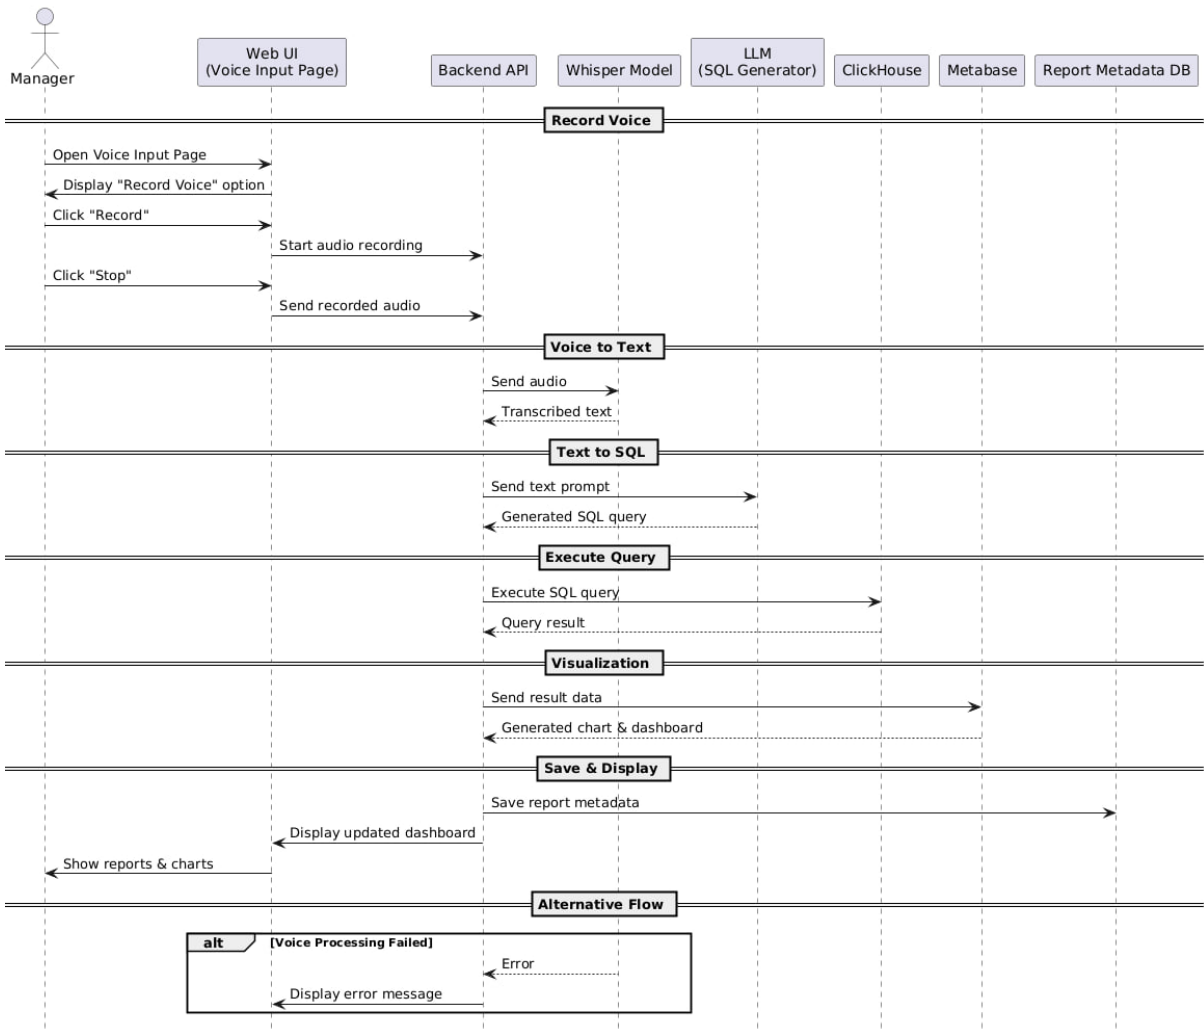 Manager
Web UI
(Voice Input Page)
Backend API
Whisper Model
LLM
(SQL Generator)
ClickHouse
Metabase
Report Metadata DB
Record Voice
Open Voice Input Page
Display "Record Voice" option
Click "Record"
Start audio recording
Click "Stop"
Send recorded audio
Voice to Text
Send audio
Transcribed text
Text to SQL
Send text prompt
Generated SQL query
Execute Query
Execute SQL query
Query result
Visualization
Send result data
Generated chart & dashboard
Save & Display
Save report metadata
Display updated dashboard
Show reports & charts
Alternative Flow
alt [Voice Processing Failed]
Error
Display error message